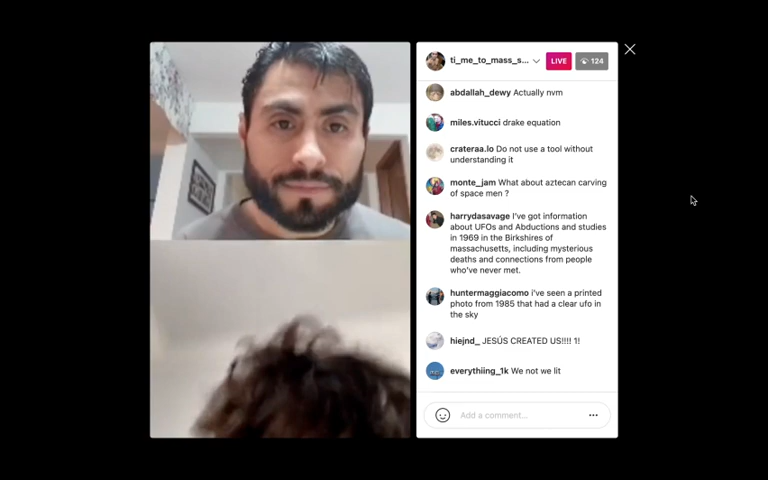 ti_me_to_mass_s...
LIVE
124
abdallah_dewy Actually nvm
miles.vitucci drake equation
crateraa.lo Do not use a tool without
understanding it
monte_jam What about aztecan carving
of space men ?
harrydasavage I've got information
about UFOs and Abductions and studies
in 1969 in the Birkshires of
massachusetts, including mysterious
deaths and connections from people
who've never met.
huntermaggiacomo i've seen a printed
photo from 1985 that had a clear ufo in
the sky
hiejnd_ JESÚS CREATED US!!!! 1!
everythiing_1k We not we lit
Add a comment...